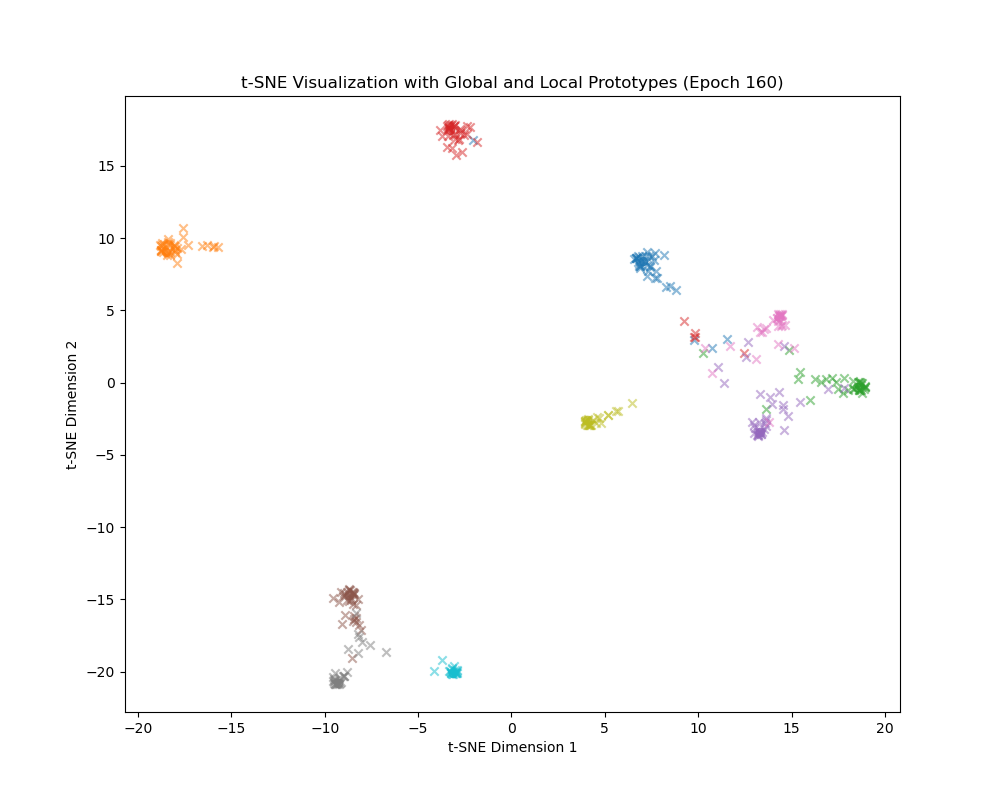 t-SNE Visualization with Global and Local Prototypes (Epoch 160)
t-SNE Dimension 2
15
10
5
0
−5
−10
−15
−20
−20 −15 −10 −5 0 5 10 15 20
t-SNE Dimension 1